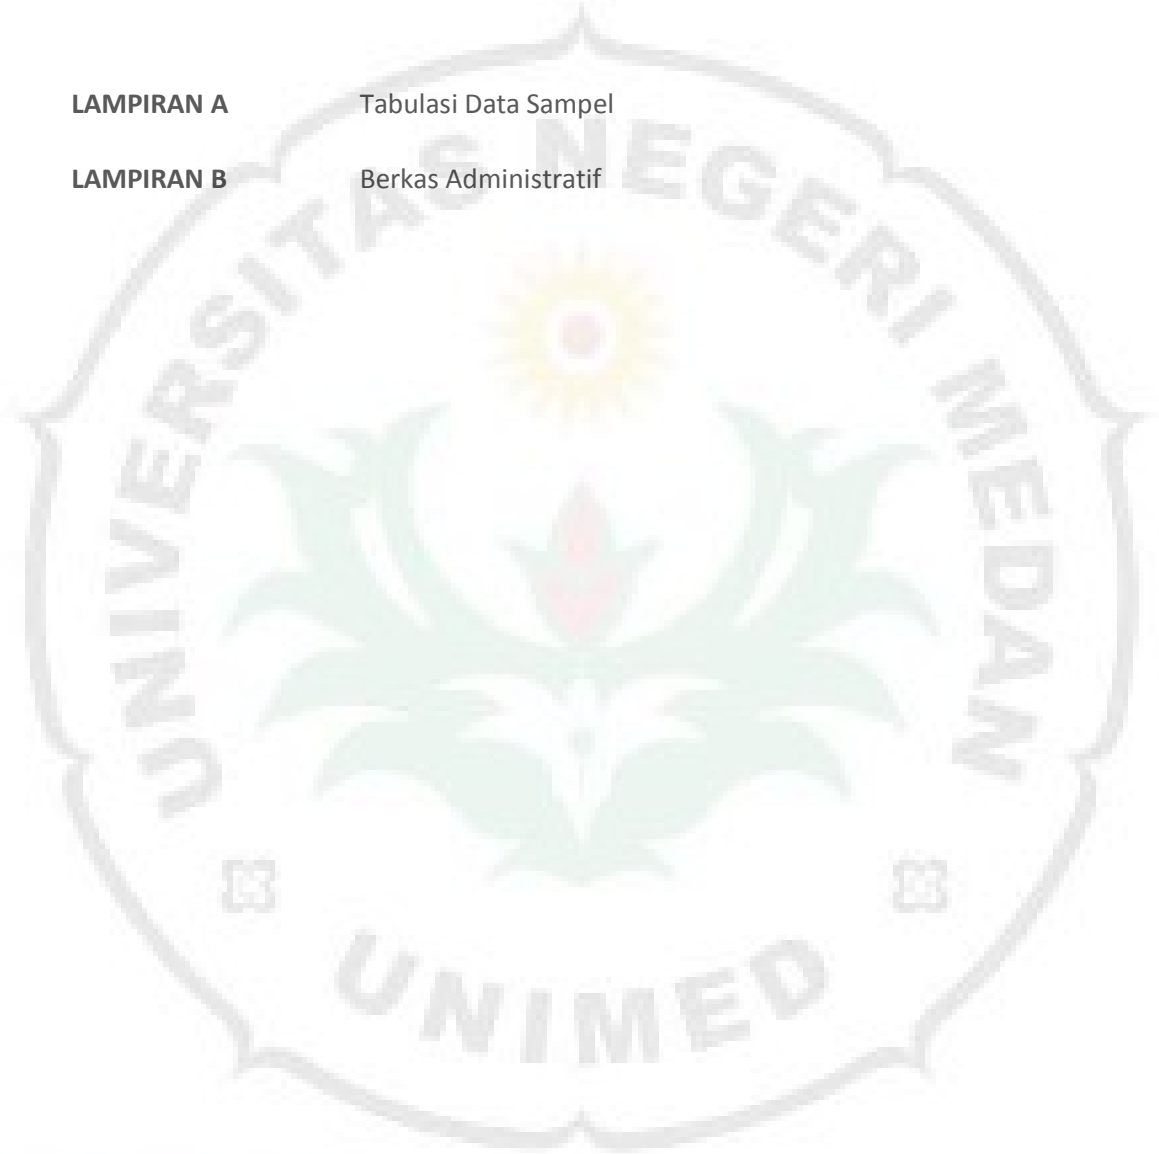 LAMPIRAN A Tabulasi Data Sampel
LAMPIRAN B Berkas Administratif
UNIVERSITAS NEGERI MEDAN
UNIMED